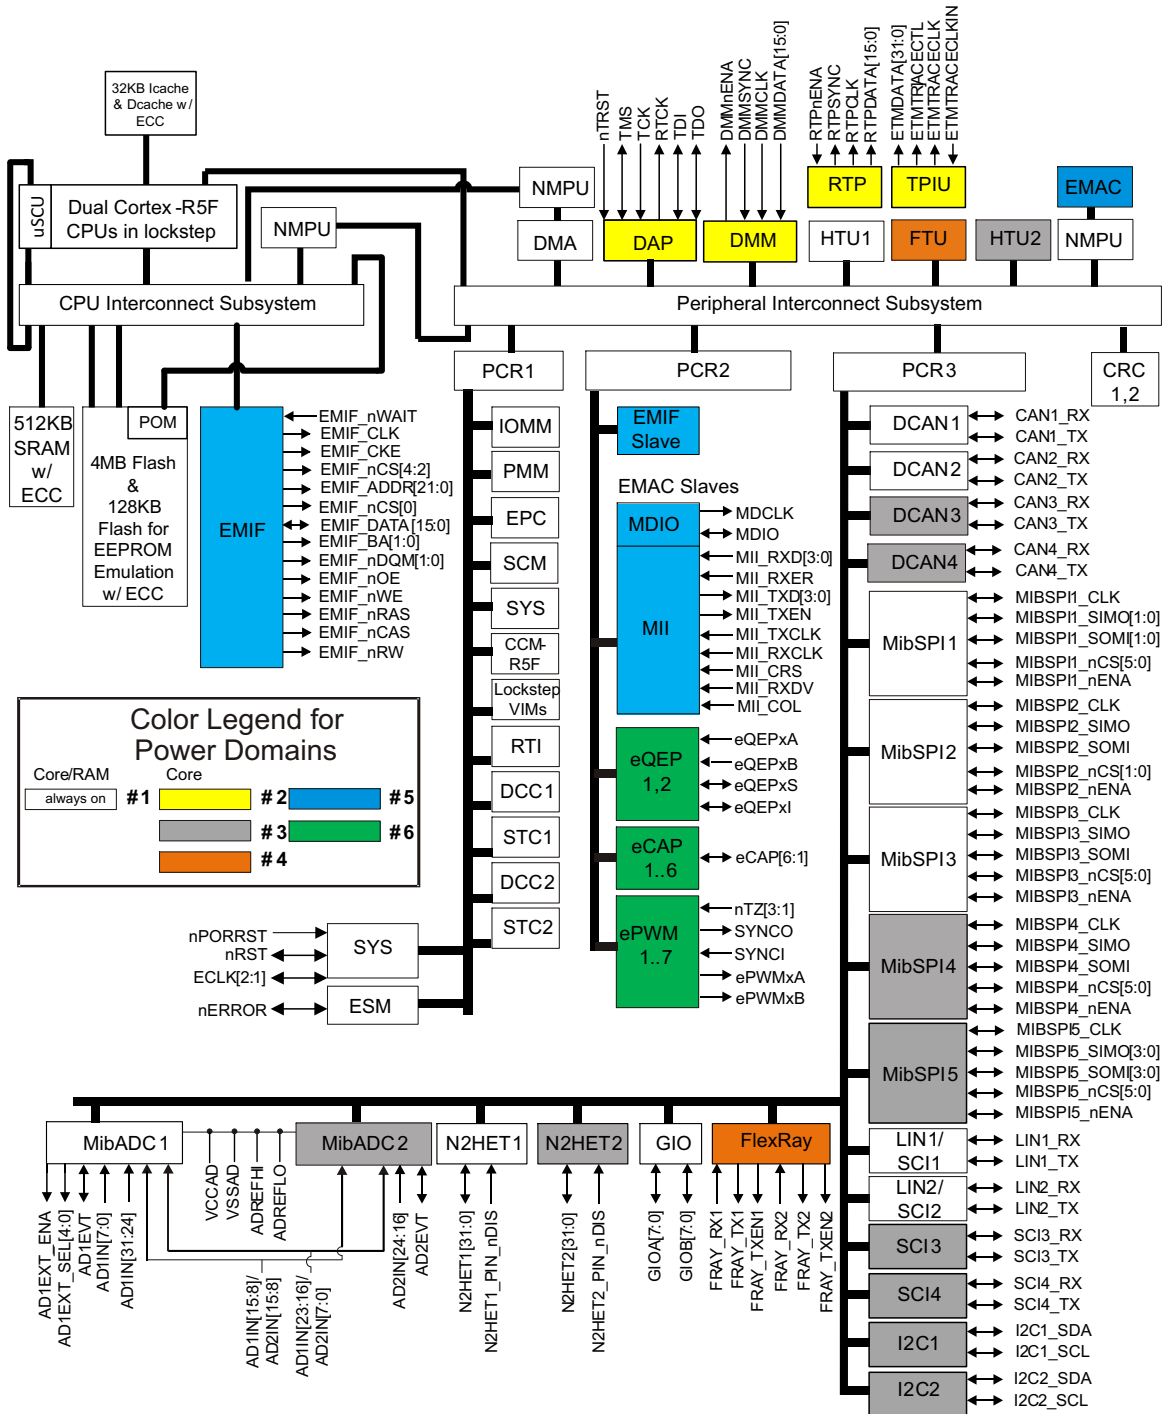 32KB Icache
& Dcache w/
ECC
uSCU
Dual Cortex -R5F
CPUs in lockstep
NMPU
CPU Interconnect Subsystem
nTRST
TMS
TCK
RTCK
TDI
TDO
DMMnENA
DMMSYNC
DMMCLK
DMMDATA[15:0]
RTPnENA
RTPSYNC
RTPCLK
RTPDATA[15:0]
ETMDATA[31:0]
ETMTRACECTL
ETMTRACECLK
ETMTRACECLKIN
NMPU
RTP
TPIU
EMAC
DMA
DAP
DMM
HTU1
FTU
HTU2
NMPU
Peripheral Interconnect Subsystem
PCR1
PCR2
PCR3
CRC
1,2
512KB
SRAM
w/
ECC
POM
4MB Flash
&
128KB
Flash for
EEPROM
Emulation
w/ ECC
EMIF
EMIF_nWAIT
EMIF_CLK
EMIF_CKE
EMIF_nCS[4:2]
EMIF_ADDR[21:0]
EMIF_nCS[0]
EMIF_DATA[15:0]
EMIF_BA[1:0]
EMIF_nDQM[1:0]
EMIF_nOE
EMIF_nWE
EMIF_nRAS
EMIF_nCAS
EMIF_nRW
IOMM
PMM
EPC
SCM
SYS
CCM-
R5F
Lockstep
VIMs
RTI
DCC1
STC1
DCC2
STC2
EMIF
Slave
EMAC Slaves
MDIO
MDCLK
MDIO
MII
MII_RXD[3:0]
MII_RXER
MII_TXD[3:0]
MII_TXEN
MII_TXCLK
MII_RXCLK
MII_CRS
MII_RXDV
MII_COL
eQEP
1,2
eQEPxA
eQEPxB
eQEPxS
eQEPxI
eCAP
1..6
eCAP[6:1]
ePWM
1..7
nTZ[3:1]
SYNCO
SYNCI
ePWMxA
ePWMxB
DCAN1
CAN1_RX
CAN1_TX
DCAN2
CAN2_RX
CAN2_TX
DCAN3
CAN3_RX
CAN3_TX
DCAN4
CAN4_RX
CAN4_TX
MibSPI1
MIBSPI1_CLK
MIBSPI1_SIMO[1:0]
MIBSPI1_SOMI[1:0]
MIBSPI1_nCS[5:0]
MIBSPI1_nENA
MibSPI2
MIBSPI2_CLK
MIBSPI2_SIMO
MIBSPI2_SOMI
MIBSPI2_nCS[1:0]
MIBSPI2_nENA
MibSPI3
MIBSPI3_CLK
MIBSPI3_SIMO
MIBSPI3_SOMI
MIBSPI3_nCS[5:0]
MIBSPI3_nENA
MibSPI4
MIBSPI4_CLK
MIBSPI4_SIMO
MIBSPI4_SOMI
MIBSPI4_nCS[5:0]
MIBSPI4_nENA
MibSPI5
MIBSPI5_CLK
MIBSPI5_SIMO[3:0]
MIBSPI5_SOMI[3:0]
MIBSPI5_nCS[5:0]
MIBSPI5_nENA
LIN1/
SCI1
LIN1_RX
LIN1_TX
LIN2/
SCI2
LIN2_RX
LIN2_TX
SCI3
SCI3_RX
SCI3_TX
SCI4
SCI4_RX
SCI4_TX
I2C1
I2C1_SDA
I2C1_SCL
I2C2
I2C2_SDA
I2C2_SCL
Color Legend for
Power Domains
Core/RAM
Core
always on
#1
#2
#5
#3
#6
#4
nPORRST
nRST
ECLK[2:1]
SYS
nERROR
ESM
MibADC1
MibADC2
N2HET1
N2HET2
GIO
FlexRay
AD1EXT_ENA
AD1EXT_SEL[4:0]
AD1EVT
AD1IN[7:0]
AD1IN[31:24]
VCCAD
VSSAD
ADREFHI
ADREFLO
AD1IN[15:8]/
AD2IN[15:8]
AD1IN[23:16]/
AD2IN[7:0]
AD2IN[24:16]
AD2EVT
N2HET1[31:0]
N2HET1_PIN_nDIS
N2HET2[31:0]
N2HET2_PIN_nDIS
GIOA[7:0]
GIOB[7:0]
FRAY_RX1
FRAY_TX1
FRAY_TXEN1
FRAY_RX2
FRAY_TX2
FRAY_TXEN2